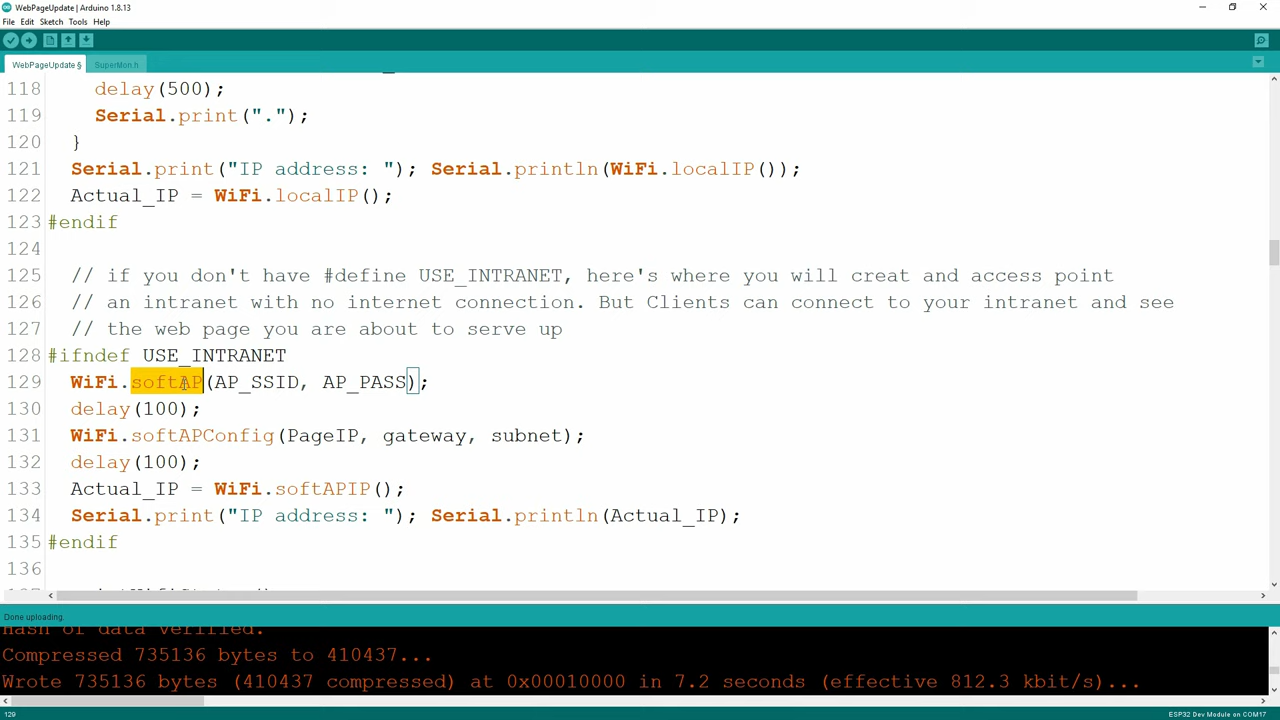 WebPageUpdate | Arduino 1.8.13
File Edit Sketch Tools Help
WebPageUpdate § SuperMon.h
118 delay(500);
119 Serial.print(".");
120 }
121 Serial.print("IP address: "); Serial.println(WiFi.localIP());
122 Actual_IP = WiFi.localIP();
123 #endif
124
125 // if you don't have #define USE_INTRANET, here's where you will creat and access point
126 // an intranet with no internet connection. But Clients can connect to your intranet and see
127 // the web page you are about to serve up
128 #ifndef USE_INTRANET
129 WiFi.softAP(AP_SSID, AP_PASS);
130 delay(100);
131 WiFi.softAPConfig(PageIP, gateway, subnet);
132 delay(100);
133 Actual_IP = WiFi.softAPIP();
134 Serial.print("IP address: "); Serial.println(Actual_IP);
135 #endif
136
Done uploading.
Hash of data verified.
Compressed 735136 bytes to 410437...
Wrote 735136 bytes (410437 compressed) at 0x00010000 in 7.2 seconds (effective 812.3 kbit/s)...
129 ESP32 Dev Module on COM17